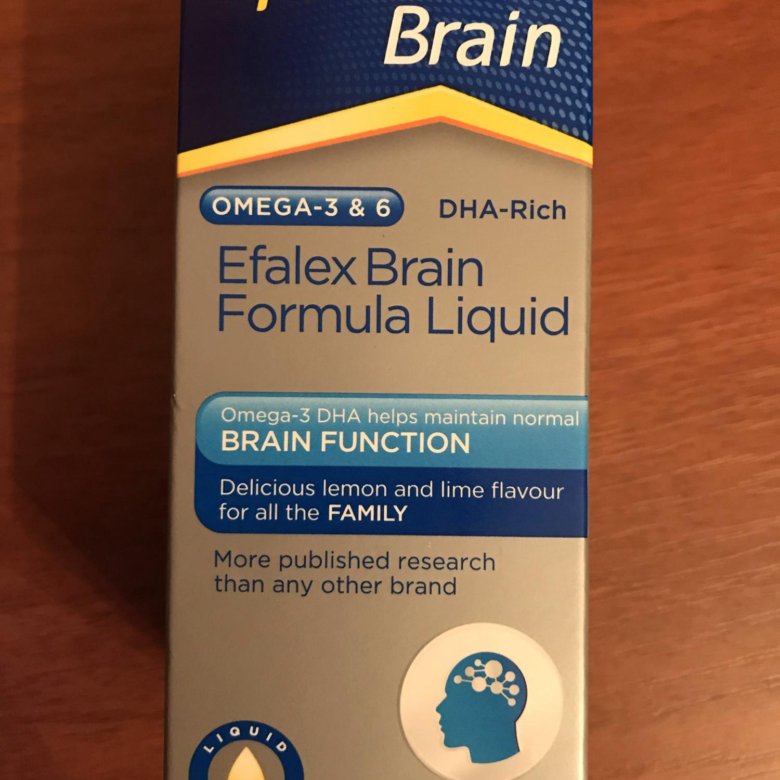 Brain
OMEGA-3 & 6
DHA-Rich
Efalex Brain
Formula Liquid
Omega-3 DHA helps maintain normal
BRAIN FUNCTION
Delicious lemon and lime flavour
for all the FAMILY
More published research
than any other brand
LIQUID